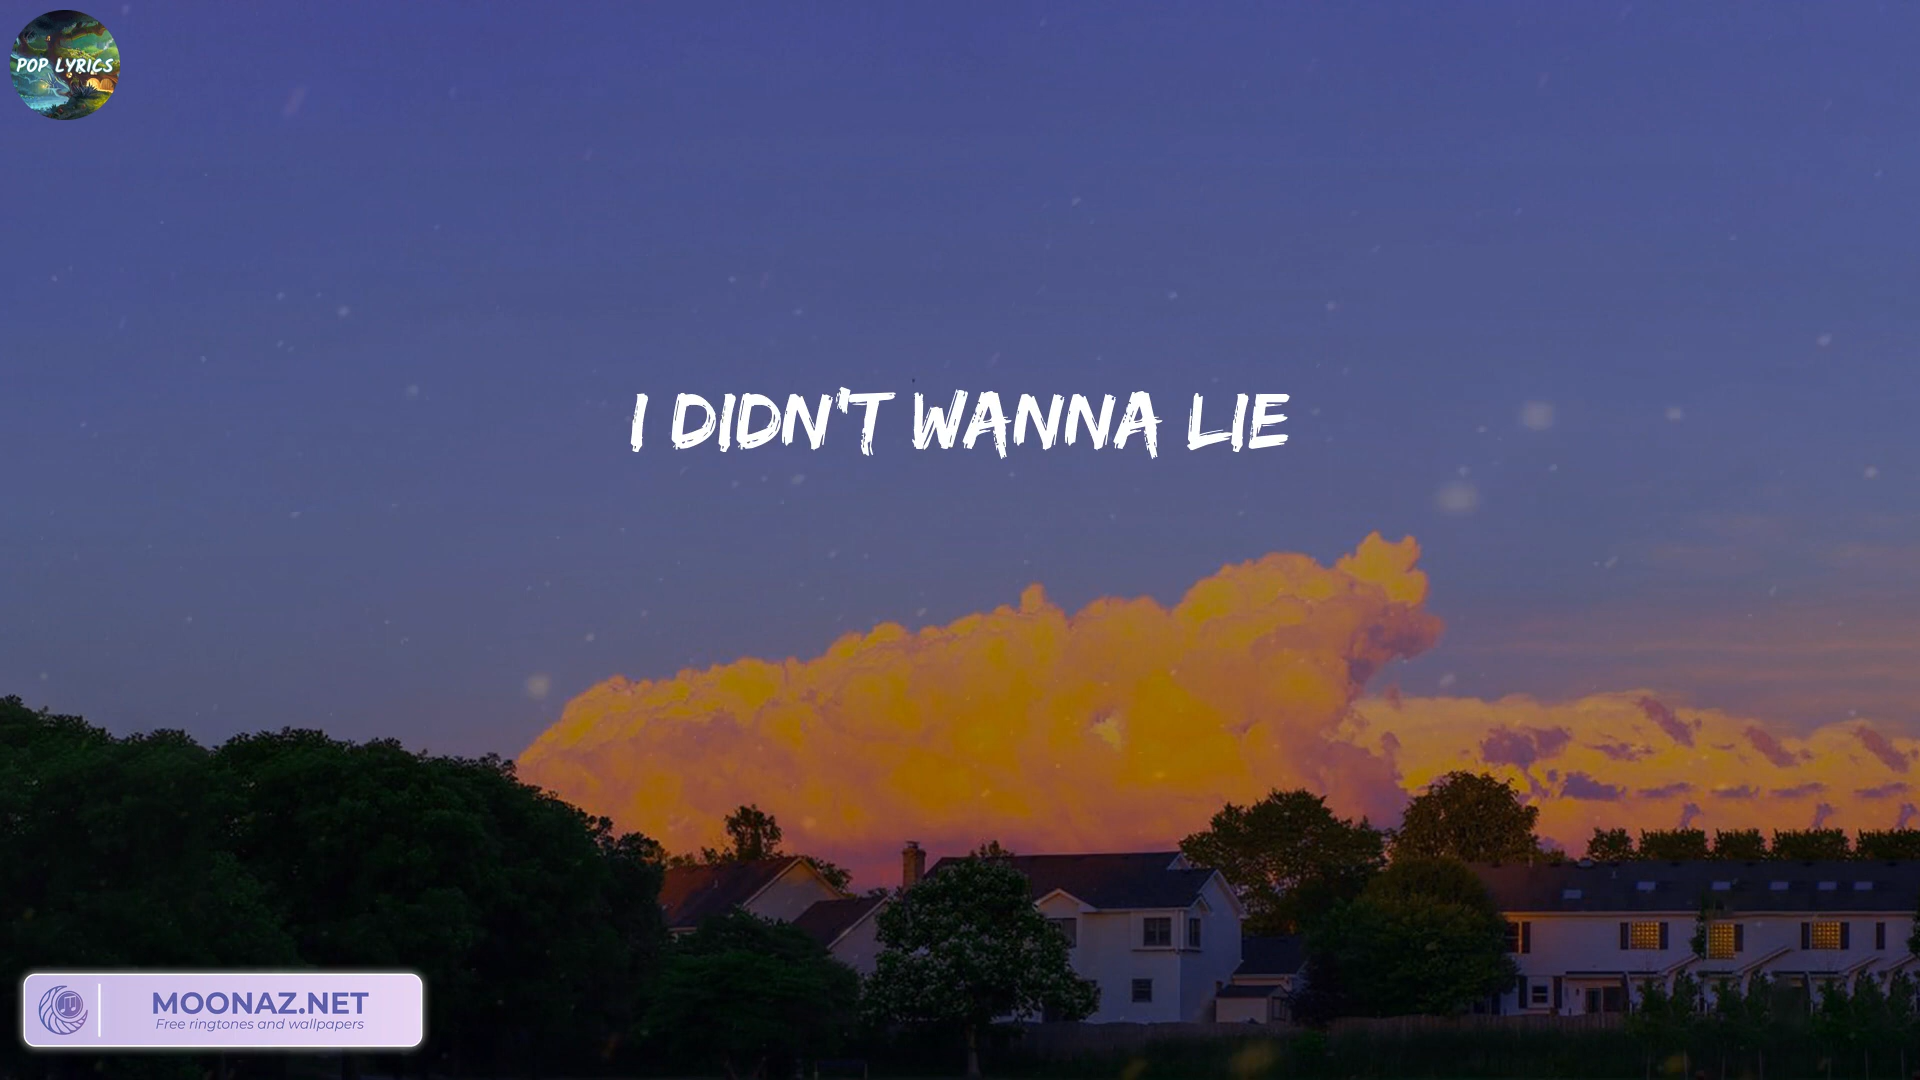 POP LYRICS
I DIDN'T WANNA LIE
MOONAZ.NET
Free ringtones and wallpapers